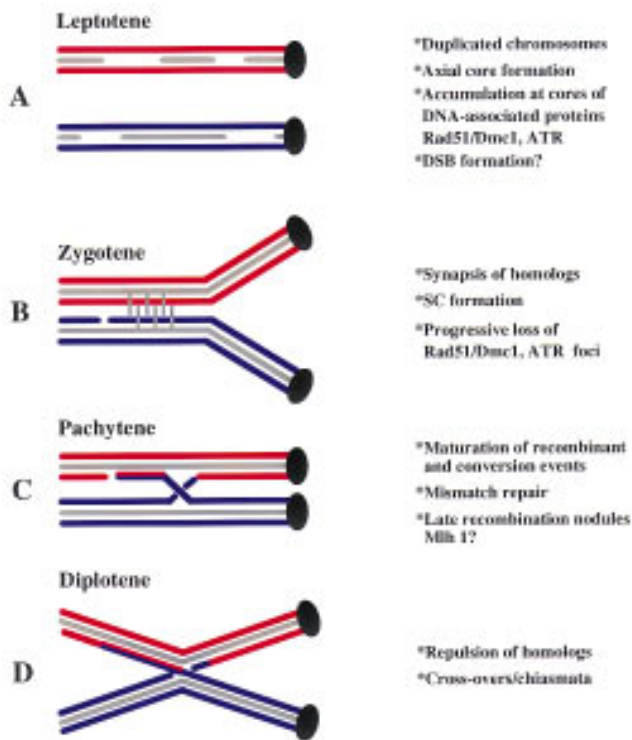 Leptotene
A
*Duplicated chromosomes
*Axial core formation
*Accumulation at cores of
DNA-associated proteins
Rad51/Dmc1, ATR
*DSB formation?
Zygotene
B
*Synapsis of homologs
*SC formation
*Progressive loss of
Rad51/Dmc1, ATR foci
Pachytene
C
*Maturation of recombinant
and conversion events
*Mismatch repair
*Late recombination nodules
Mlh 1?
Diplotene
D
*Repulsion of homologs
*Cross-overs/chiasmata